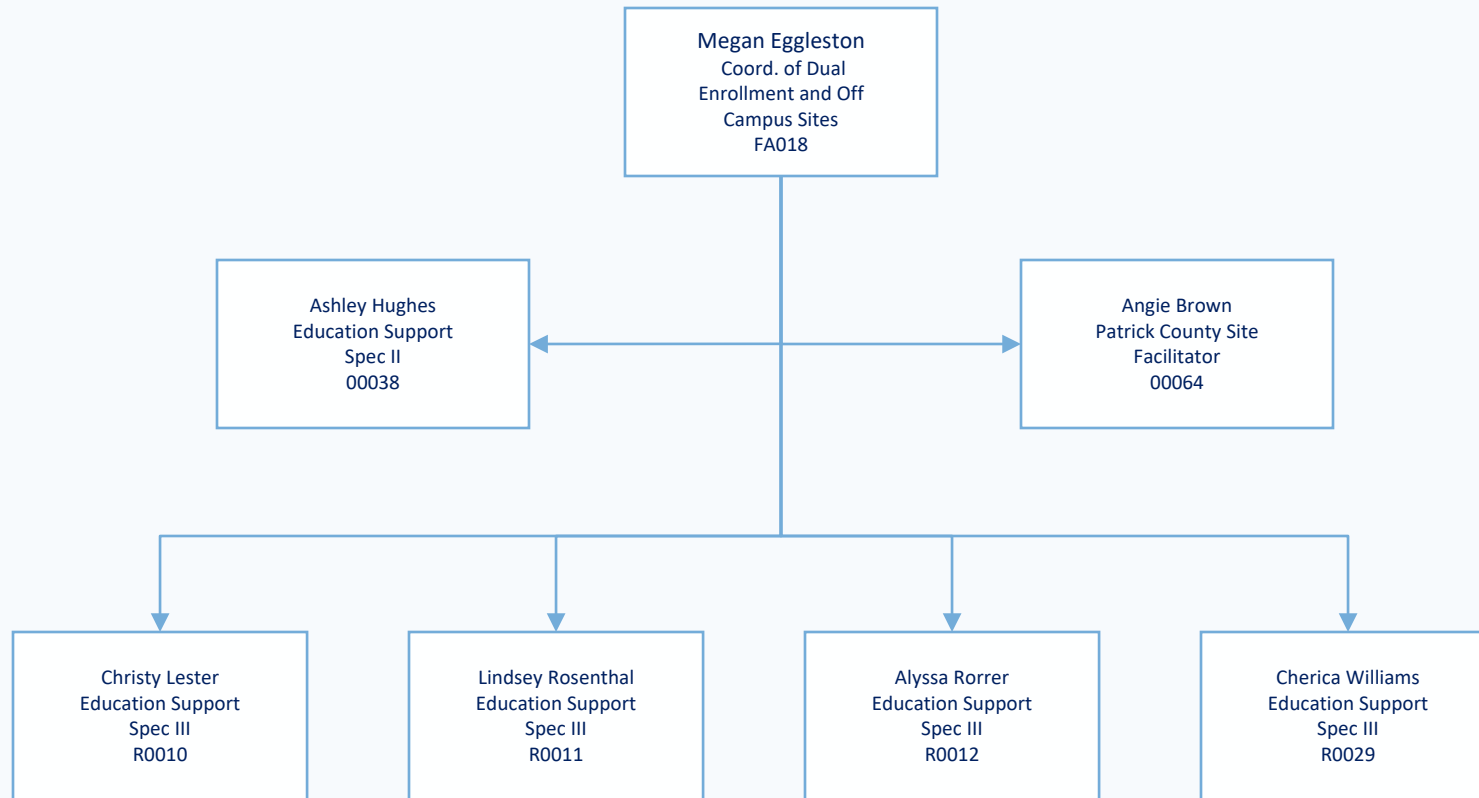 Megan Eggleston
Coord. of Dual
Enrollment and Off
Campus Sites
FA018
Ashley Hughes
Education Support
Spec II
00038
Angie Brown
Patrick County Site
Facilitator
00064
Christy Lester
Education Support
Spec III
R0010
Lindsey Rosenthal
Education Support
Spec III
R0011
Alyssa Rorrer
Education Support
Spec III
R0012
Cherica Williams
Education Support
Spec III
R0029